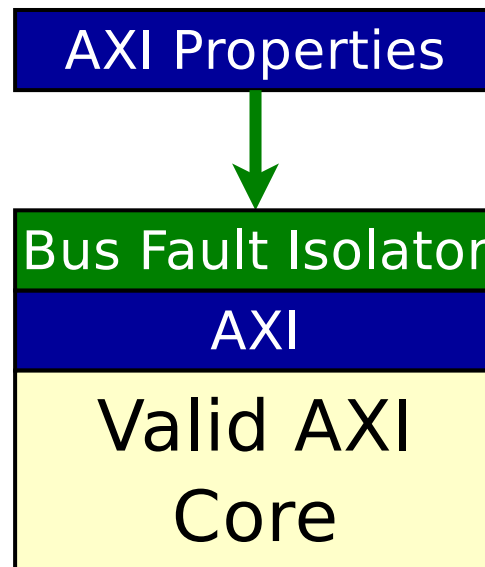 AXI Properties
Bus Fault Isolator
AXI
Valid AXI
Core